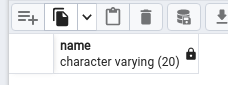 name
character varying (20)